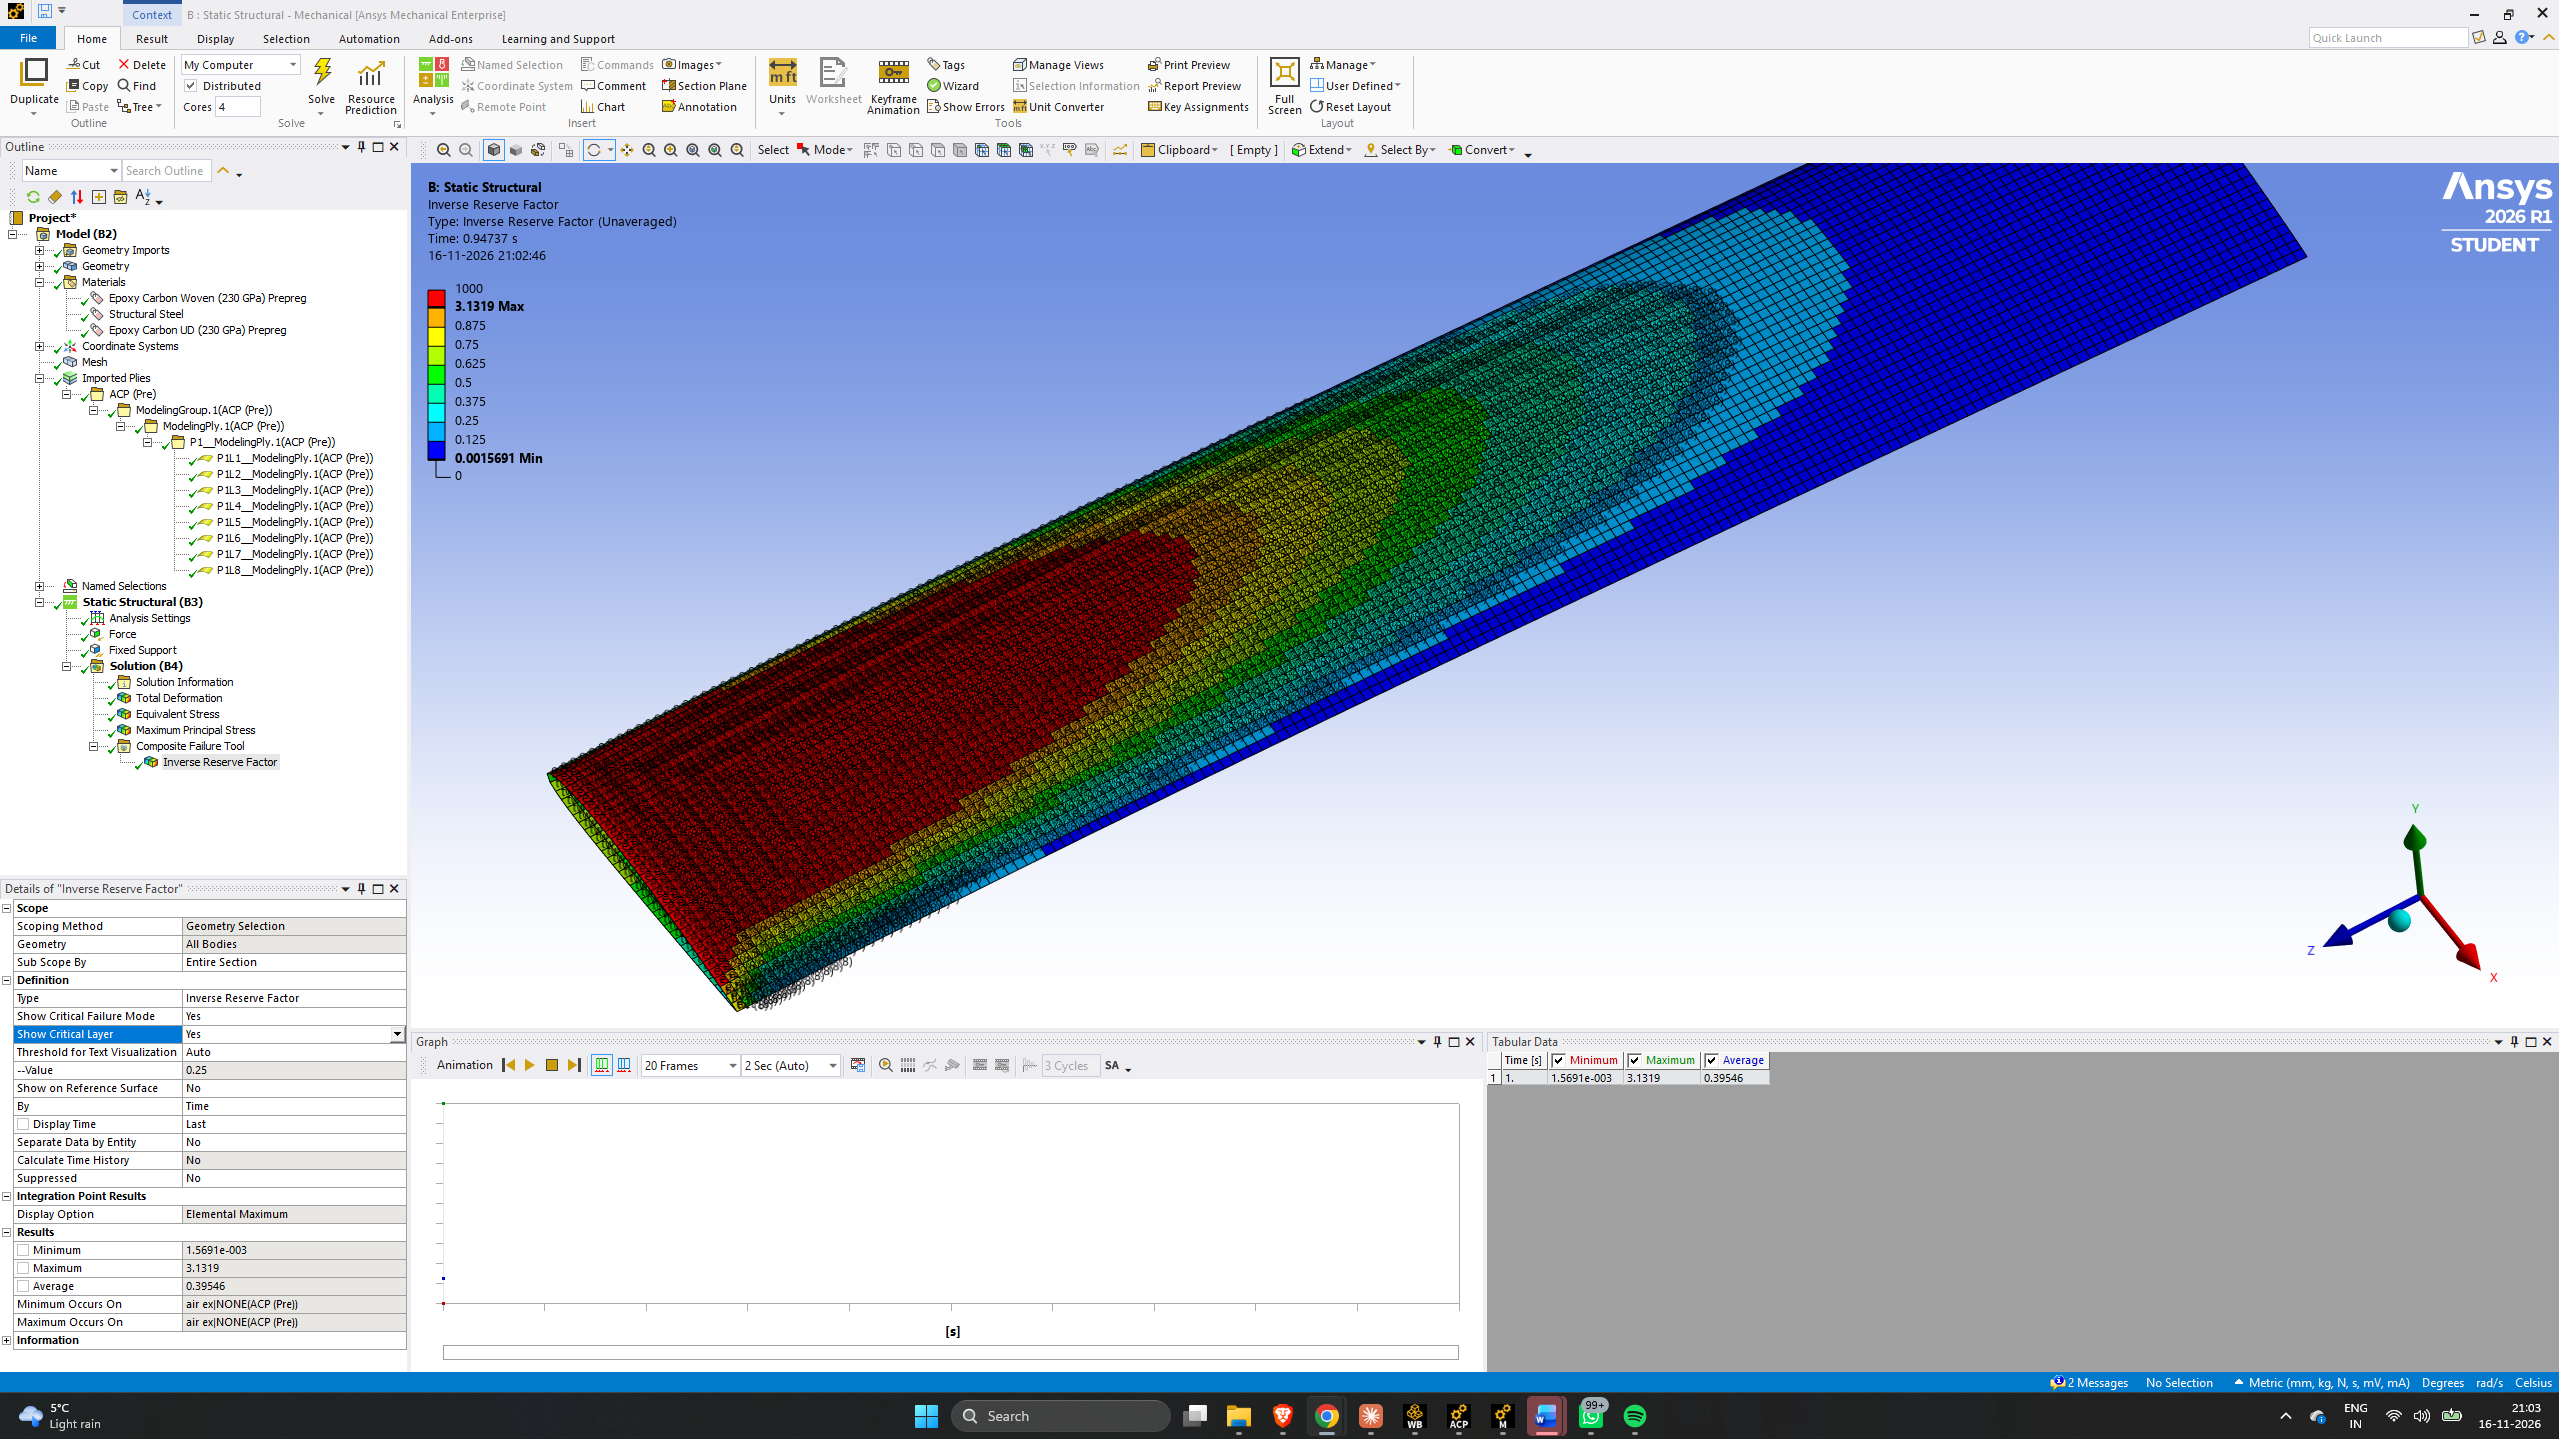 Context
B : Static Structural - Mechanical [Ansys Mechanical Enterprise]
File
Home
Result
Display
Selection
Automation
Add-ons
Learning and Support
Quick Launch
Duplicate
Cut
Copy
Paste
Delete
Find
Tree
Outline
My Computer
Distributed
Cores 4
Solve
Resource Prediction
Solve
Analysis
Named Selection
Coordinate System
Remote Point
Commands
Comment
Chart
Images
Section Plane
Annotation
Insert
m ft
Units
Worksheet
Keyframe Animation
Tags
Wizard
Show Errors
Manage Views
Selection Information
Unit Converter
Print Preview
Report Preview
Key Assignments
Tools
Full Screen
Manage
User Defined
Reset Layout
Layout
Outline
Name
Search Outline
Select
Mode
Clipboard
[ Empty ]
Extend
Select By
Convert
Project*
Model (B2)
Geometry Imports
Geometry
Materials
Epoxy Carbon Woven (230 GPa) Prepreg
Structural Steel
Epoxy Carbon UD (230 GPa) Prepreg
Coordinate Systems
Mesh
Imported Plies
ACP (Pre)
ModelingGroup.1(ACP (Pre))
ModelingPly.1(ACP (Pre))
P1__ModelingPly.1(ACP (Pre))
P1L1__ModelingPly.1(ACP (Pre))
P1L2__ModelingPly.1(ACP (Pre))
P1L3__ModelingPly.1(ACP (Pre))
P1L4__ModelingPly.1(ACP (Pre))
P1L5__ModelingPly.1(ACP (Pre))
P1L6__ModelingPly.1(ACP (Pre))
P1L7__ModelingPly.1(ACP (Pre))
P1L8__ModelingPly.1(ACP (Pre))
Named Selections
Static Structural (B3)
Analysis Settings
Force
Fixed Support
Solution (B4)
Solution Information
Total Deformation
Equivalent Stress
Maximum Principal Stress
Composite Failure Tool
Inverse Reserve Factor
B: Static Structural
Inverse Reserve Factor
Type: Inverse Reserve Factor (Unaveraged)
Time: 0.94737 s
16-11-2026 21:02:46
1000
3.1319 Max
0.875
0.75
0.625
0.5
0.375
0.25
0.125
0.0015691 Min
0
Ansys
2026 R1
STUDENT
Y
Z
X
Details of "Inverse Reserve Factor"
Scope
Scoping Method Geometry Selection
Geometry All Bodies
Sub Scope By Entire Section
Definition
Type Inverse Reserve Factor
Show Critical Failure Mode Yes
Show Critical Layer Yes
Threshold for Text Visualization Auto
--Value 0.25
Show on Reference Surface No
By Time
Display Time Last
Separate Data by Entity No
Calculate Time History No
Suppressed No
Integration Point Results
Display Option Elemental Maximum
Results
Minimum 1.5691e-003
Maximum 3.1319
Average 0.39546
Minimum Occurs On air ex|NONE(ACP (Pre))
Maximum Occurs On air ex|NONE(ACP (Pre))
Information
Graph
Animation
20 Frames
2 Sec (Auto)
3 Cycles
SA
[s]
Tabular Data
Time [s] Minimum Maximum Average
1 1. 1.5691e-003 3.1319 0.39546
2 Messages
No Selection
Metric (mm, kg, N, s, mV, mA)
Degrees
rad/s
Celsius
5°C
Light rain
Search
WB
ACP
M
99+
ENG
IN
21:03
16-11-2026